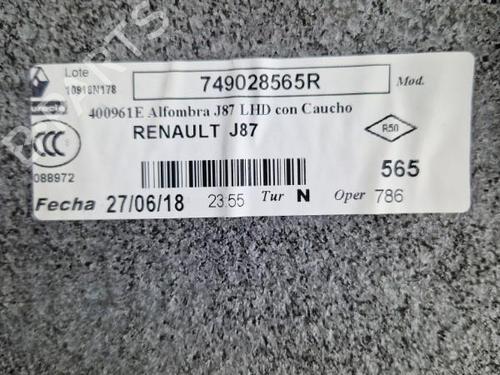 Lote
10918N178
749028565R
Mod.
400961E Alfombra J87 LHD con Caucho
RENAULT J87
R50
088972
565
Fecha 27/06/18 23:55 Tur N Oper 786